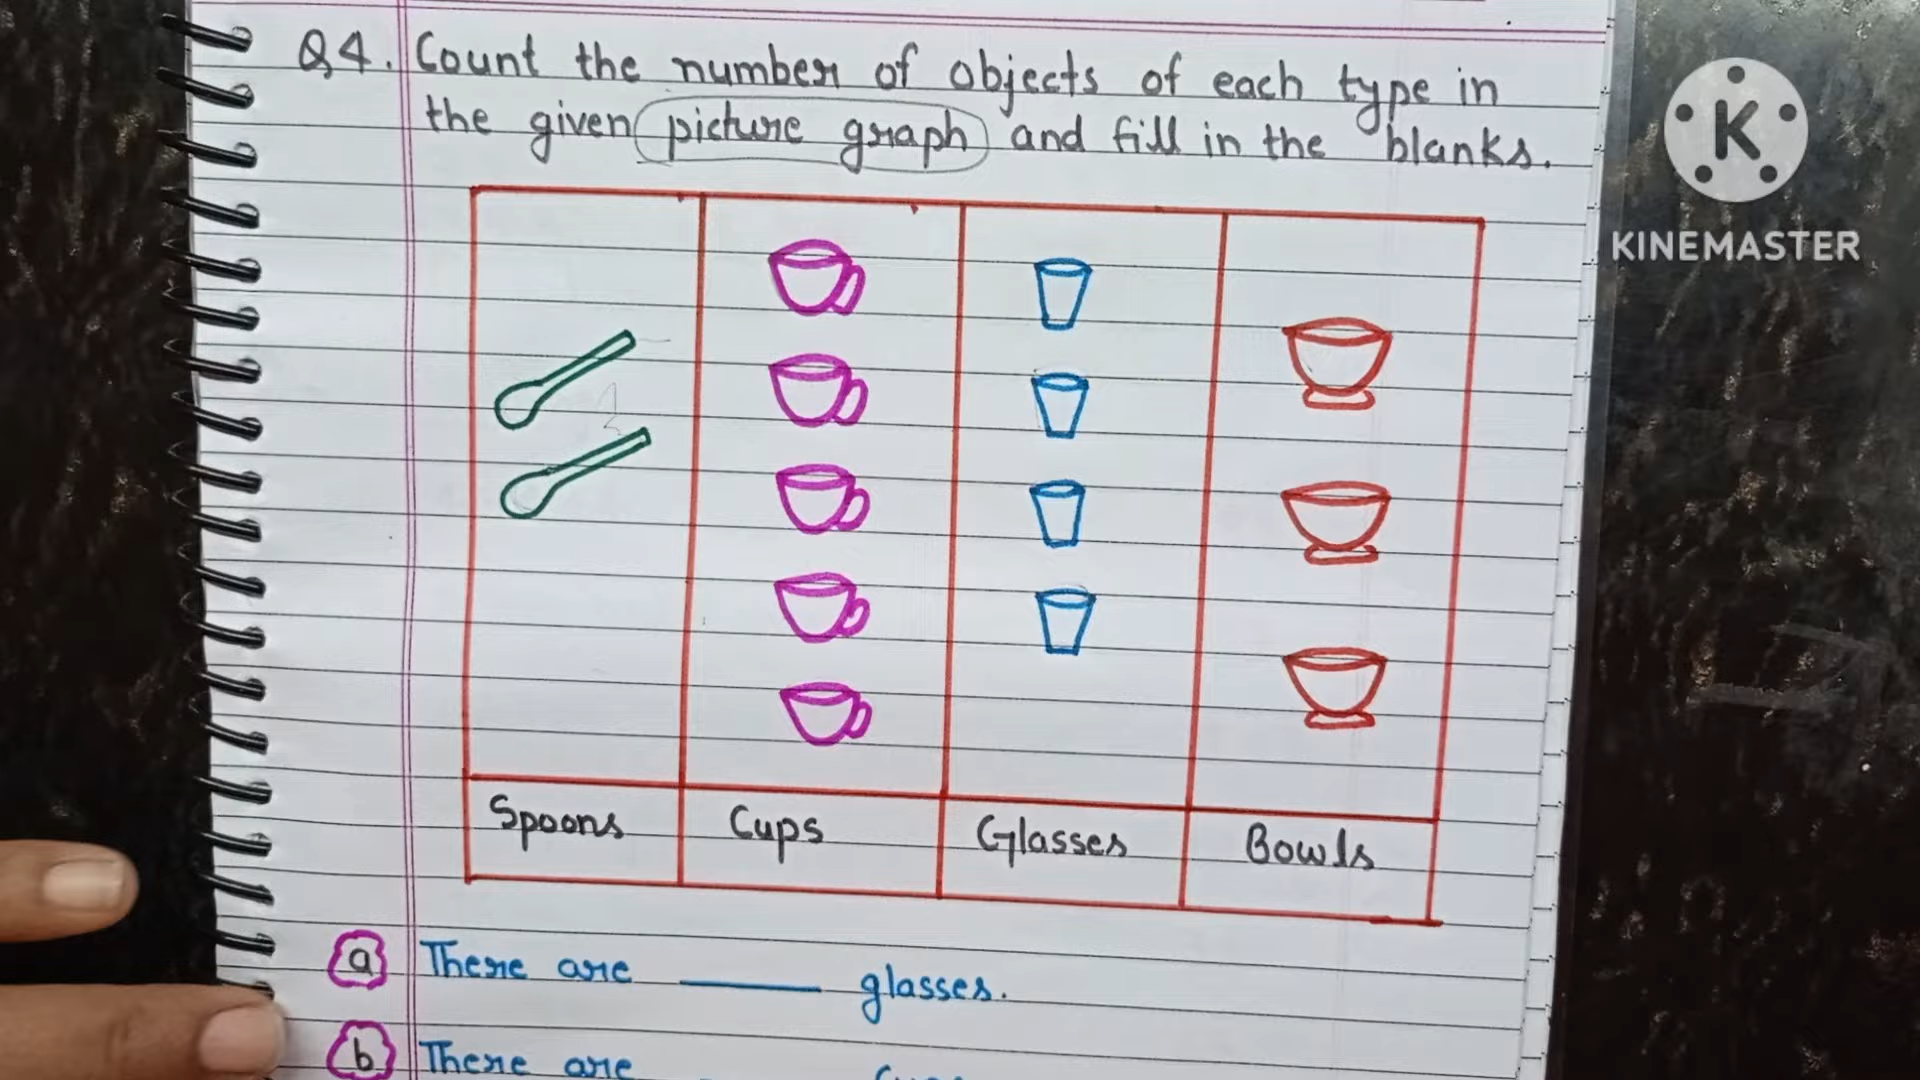 Q4. Count the number of objects of each type in
the given picture graph and fill in the blanks.
K
KINEMASTER
Spoons Cups Glasses Bowls
a There are ____ glasses.
b There are